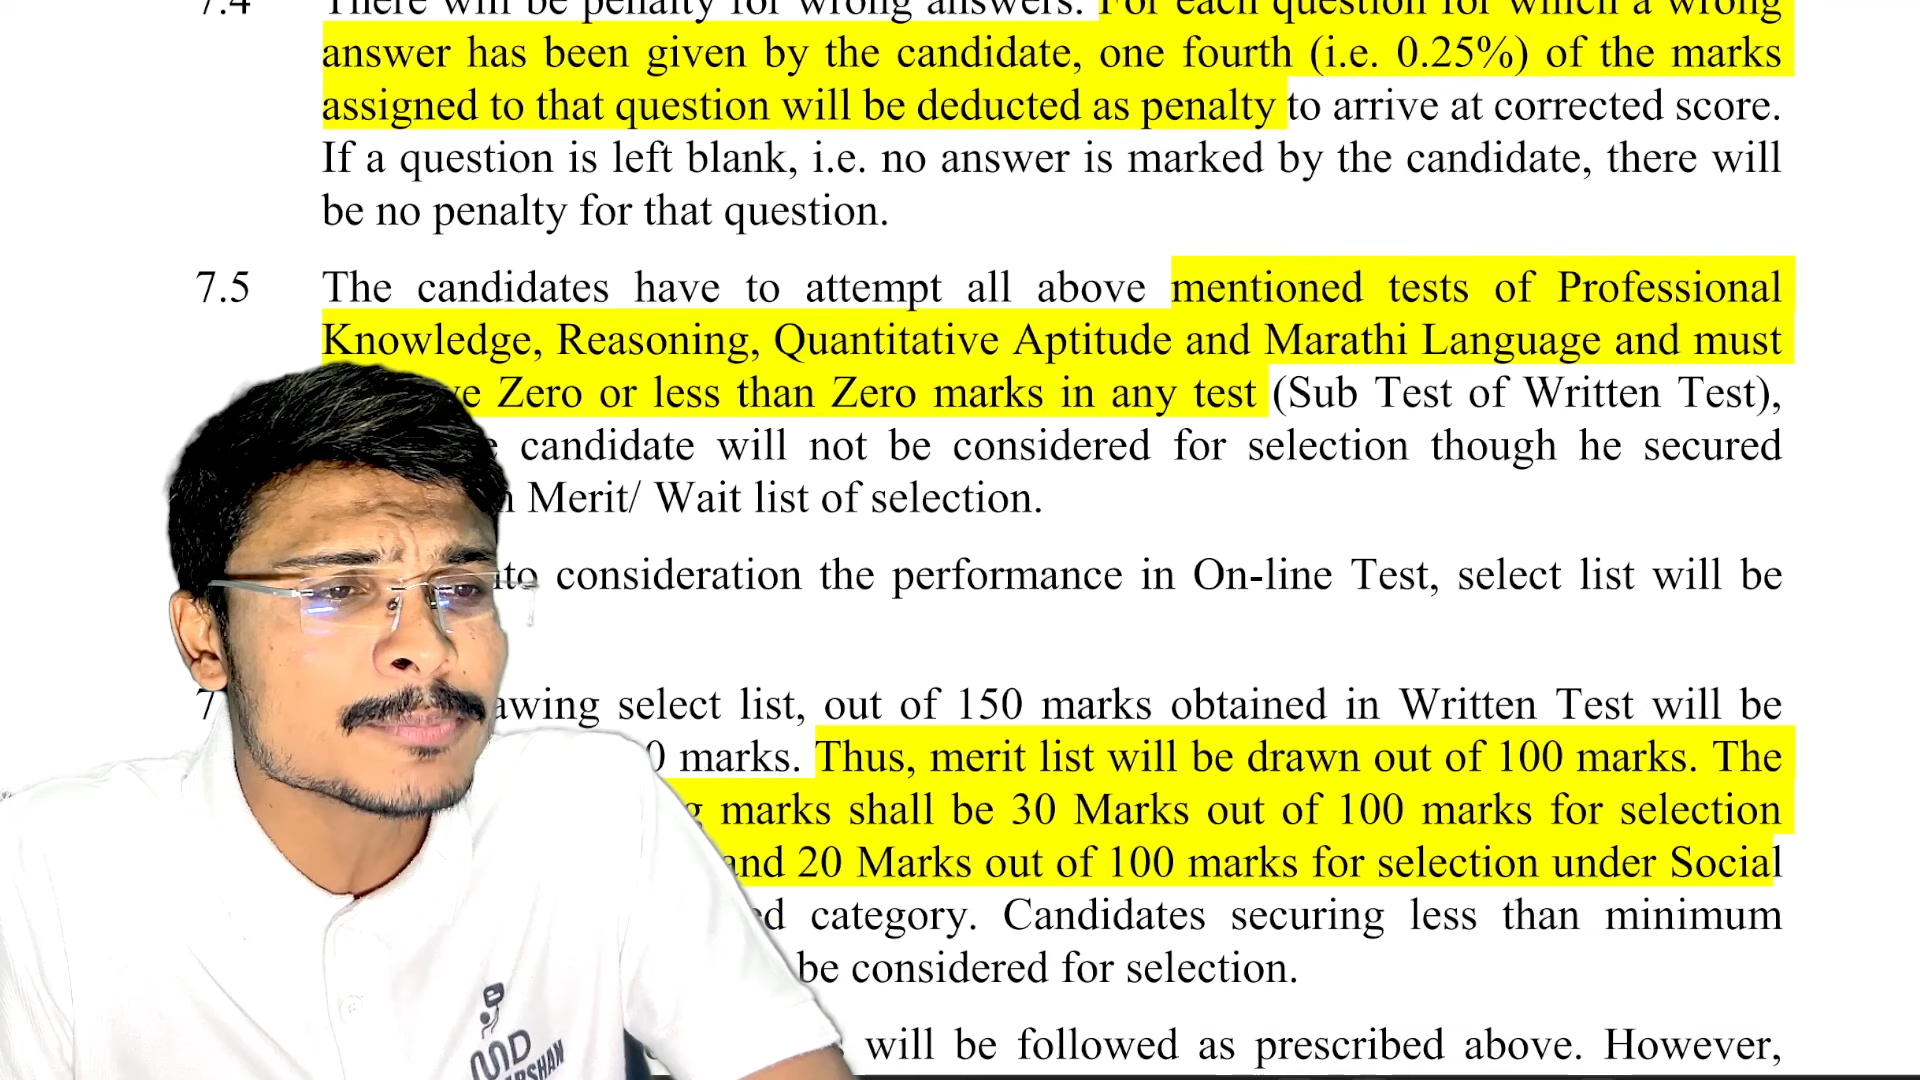 7.4 There will be penalty for wrong answers. For each question for which a wrong
answer has been given by the candidate, one fourth (i.e. 0.25%) of the marks
assigned to that question will be deducted as penalty to arrive at corrected score.
If a question is left blank, i.e. no answer is marked by the candidate, there will
be no penalty for that question.
7.5 The candidates have to attempt all above mentioned tests of Professional
Knowledge, Reasoning, Quantitative Aptitude and Marathi Language and must
Zero or less than Zero marks in any test (Sub Test of Written Test),
candidate will not be considered for selection though he secured
Merit/ Wait list of selection.
consideration the performance in On-line Test, select list will be
select list, out of 150 marks obtained in Written Test will be
marks. Thus, merit list will be drawn out of 100 marks. The
marks shall be 30 Marks out of 100 marks for selection
and 20 Marks out of 100 marks for selection under Social
category. Candidates securing less than minimum
be considered for selection.
will be followed as prescribed above. However,